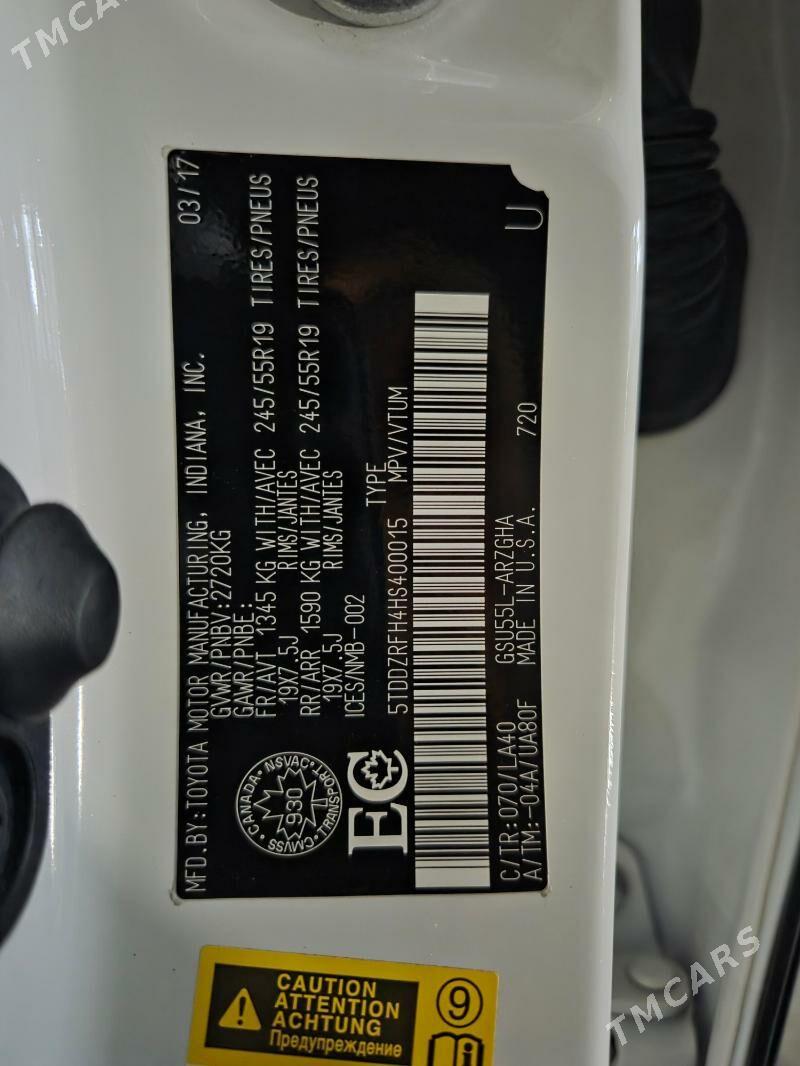 TMCARS
MFD.BY:TOYOTA MOTOR MANUFACTURING, INDIANA, INC. 03/17
GVWR/PNBV:2720KG
GAWR/PNBE:
FR/AVT 1345 KG WITH/AVEC 245/55R19 TIRES/PNEUS
19X7.5J RIMS/JANTES
RR/ARR 1590 KG WITH/AVEC 245/55R19 TIRES/PNEUS
19X7.5J RIMS/JANTES
ICES/NMB-002
CANADA NSVAC
930
CMVSS TRANSPORT
EC
TYPE
5TDDZRFH4HS400015 MPV/VTUM
U
C/TR:070/LA40 GSU55L-ARZGHA 720
A/TM:-04A/UA80F MADE IN U.S.A.
CAUTION
ATTENTION
ACHTUNG
Предупреждение
9
TMCARS